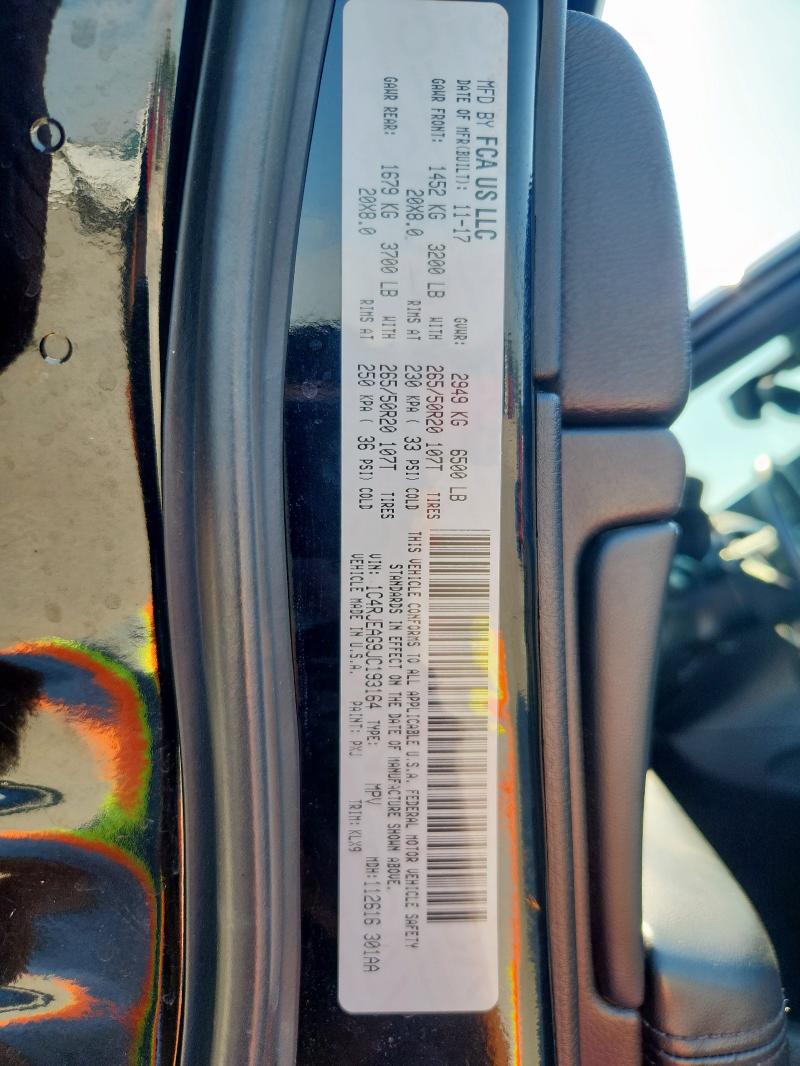 MFD BY FCA US LLC
DATE OF MFR(BUILT): 11-17 GVWR: 2949 KG 6500 LB
GAWR FRONT: 1452 KG 3200 LB WITH 265/50R20 107T TIRES
20X8.0 RIMS AT 230 KPA ( 33 PSI) COLD
GAWR REAR: 1679 KG 3700 LB WITH 265/50R20 107T TIRES
20X8.0 RIMS AT 250 KPA ( 36 PSI) COLD
THIS VEHICLE CONFORMS TO ALL APPLICABLE U.S.A. FEDERAL MOTOR VEHICLE SAFETY
STANDARDS IN EFFECT ON THE DATE OF MANUFACTURE SHOWN ABOVE.
VIN: 1C4RJEAG9JC193164 TYPE: MPV MDH:112616 301AA
VEHICLE MADE IN U.S.A. PAINT: PXJ TRIM: KLX9